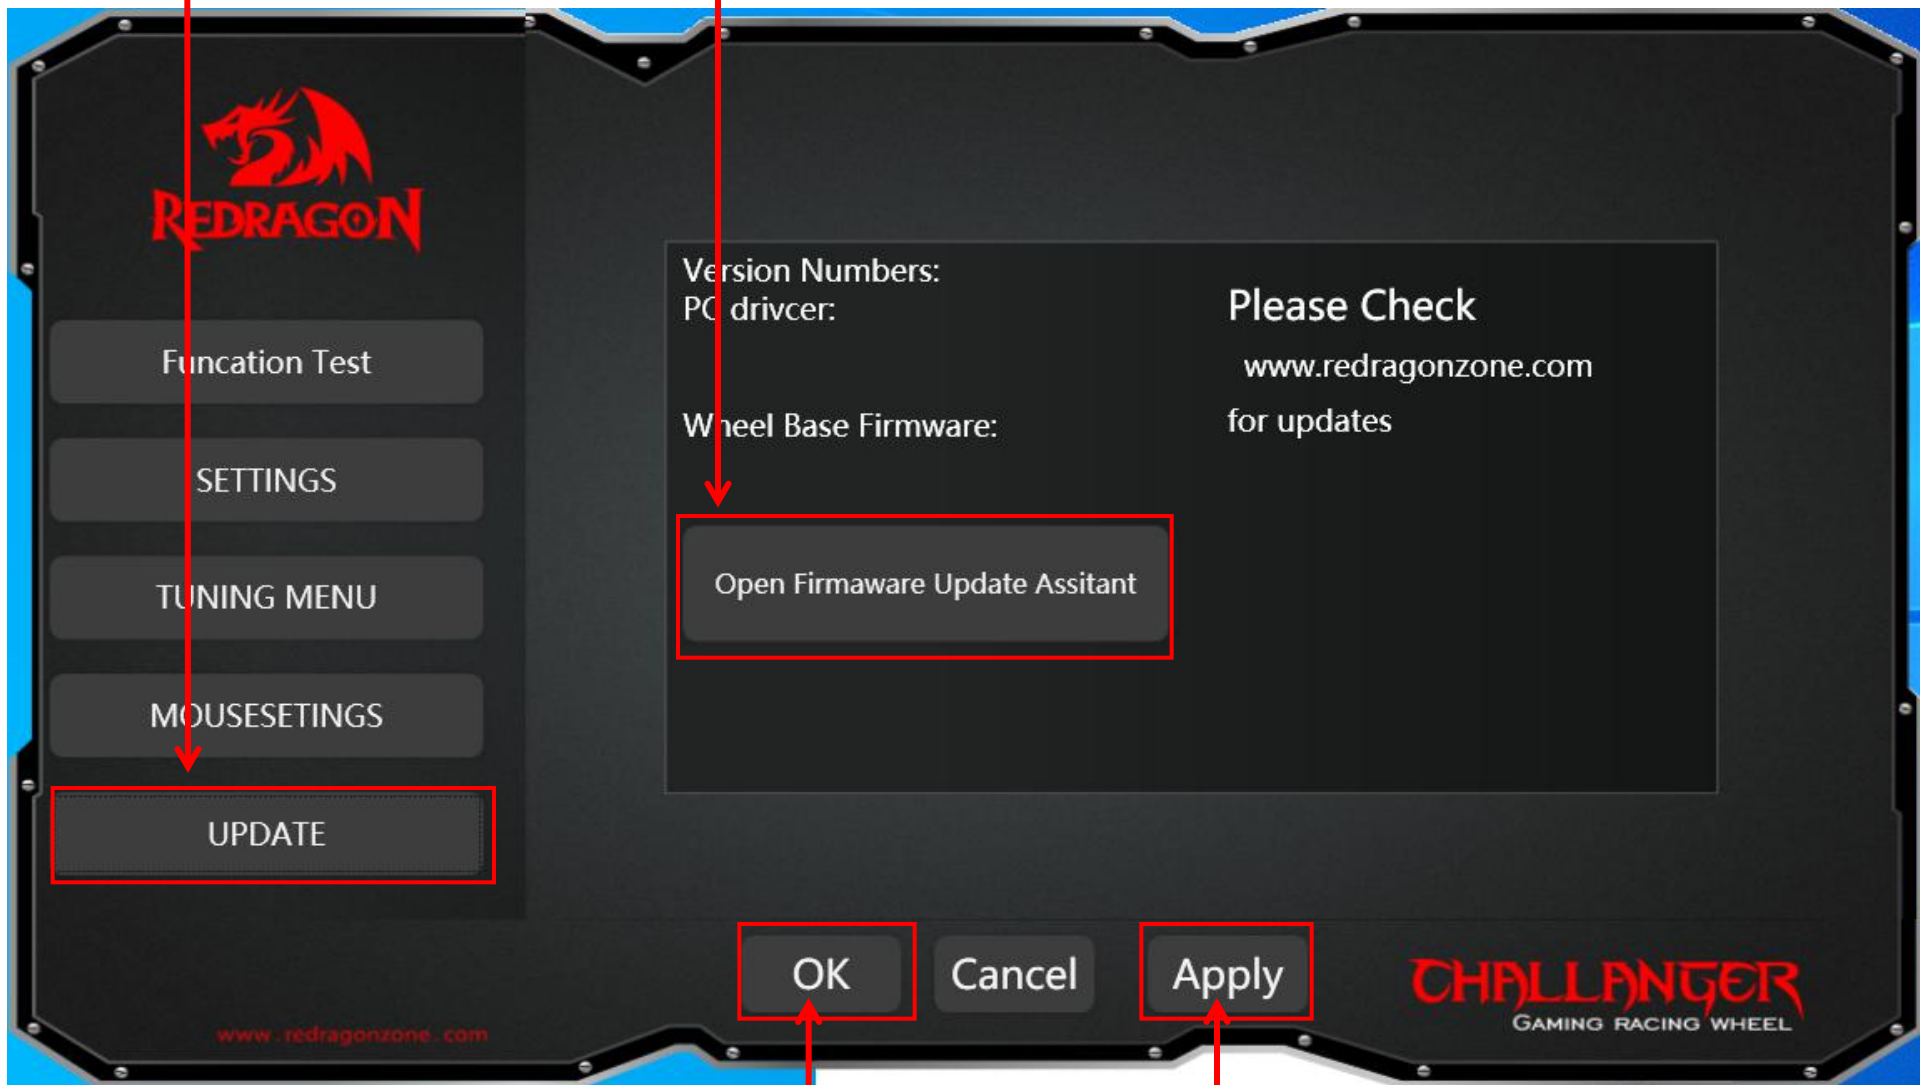 REDRAGON
Funcation Test
SETTINGS
TUNING MENU
MOUSESETINGS
UPDATE
www.redragonzone.com
Version Numbers:
PC drivcer:
Wheel Base Firmware:
Open Firmaware Update Assitant
Please Check
www.redragonzone.com
for updates
OK
Cancel
Apply
CHALLANGER
GAMING RACING WHEEL